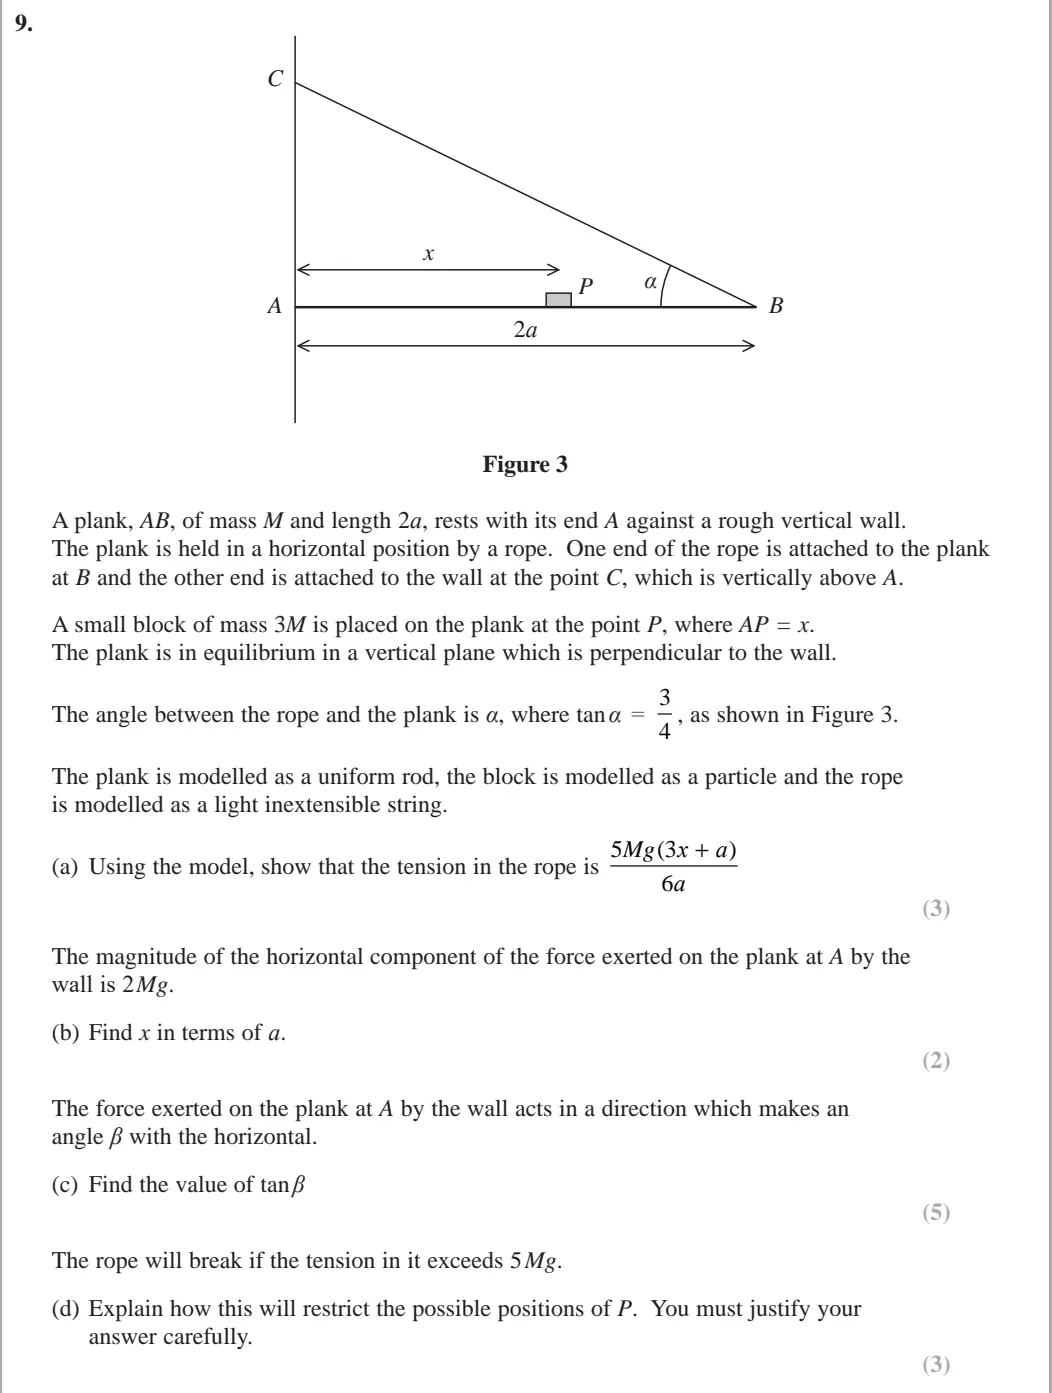 9.
C
x
P
α
A
B
2a
Figure 3
A plank, AB, of mass M and length 2a, rests with its end A against a rough vertical wall.
The plank is held in a horizontal position by a rope. One end of the rope is attached to the plank
at B and the other end is attached to the wall at the point C, which is vertically above A.
A small block of mass 3M is placed on the plank at the point P, where AP = x.
The plank is in equilibrium in a vertical plane which is perpendicular to the wall.
The angle between the rope and the plank is α, where tan α = 3/4, as shown in Figure 3.
The plank is modelled as a uniform rod, the block is modelled as a particle and the rope
is modelled as a light inextensible string.
(a) Using the model, show that the tension in the rope is 5Mg(3x + a)/6a
(3)
The magnitude of the horizontal component of the force exerted on the plank at A by the
wall is 2Mg.
(b) Find x in terms of a.
(2)
The force exerted on the plank at A by the wall acts in a direction which makes an
angle β with the horizontal.
(c) Find the value of tan β
(5)
The rope will break if the tension in it exceeds 5Mg.
(d) Explain how this will restrict the possible positions of P. You must justify your
answer carefully.
(3)